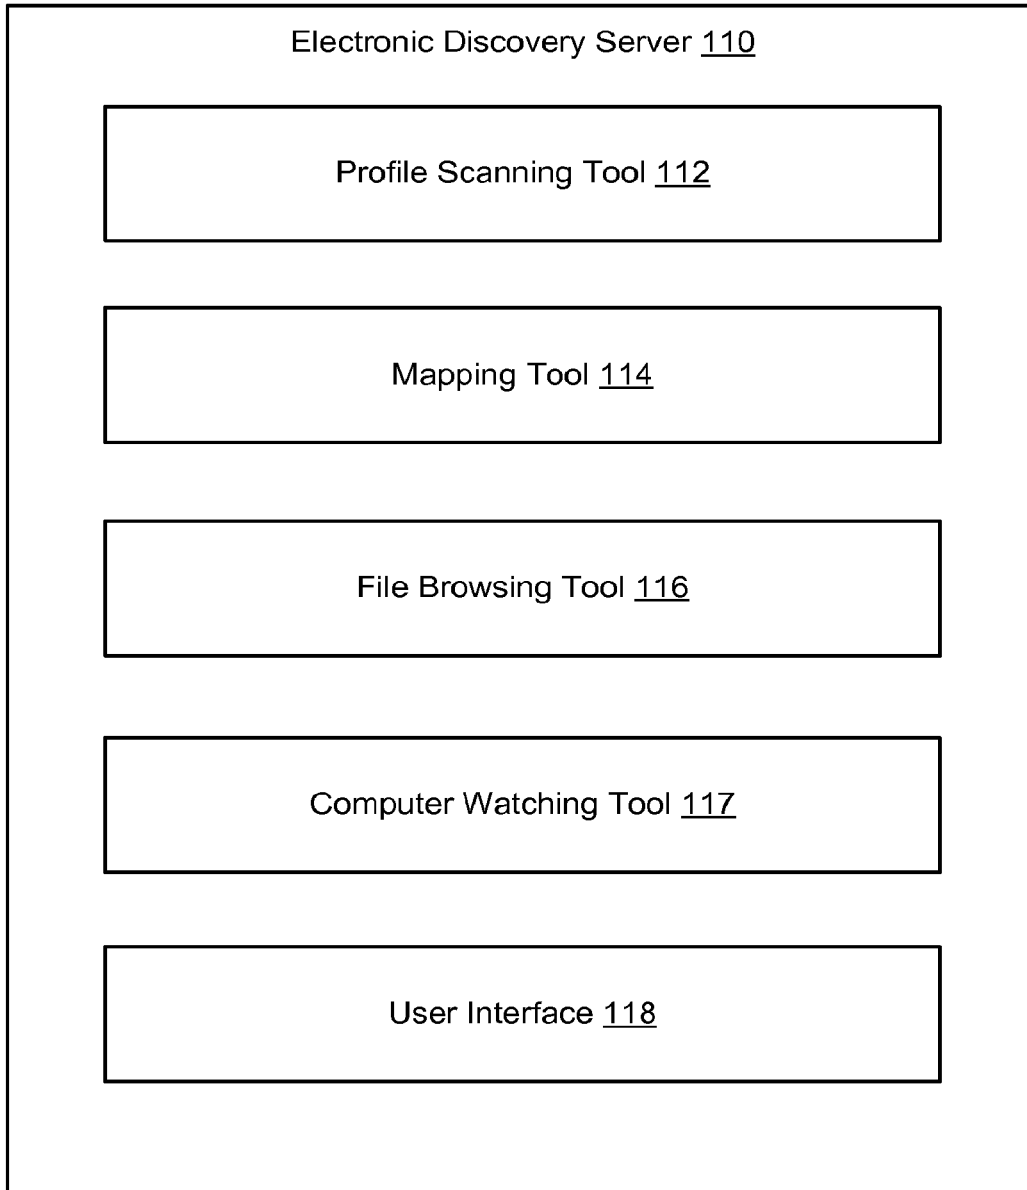 Electronic Discovery Server 110
Profile Scanning Tool 112
Mapping Tool 114
File Browsing Tool 116
Computer Watching Tool 117
User Interface 118